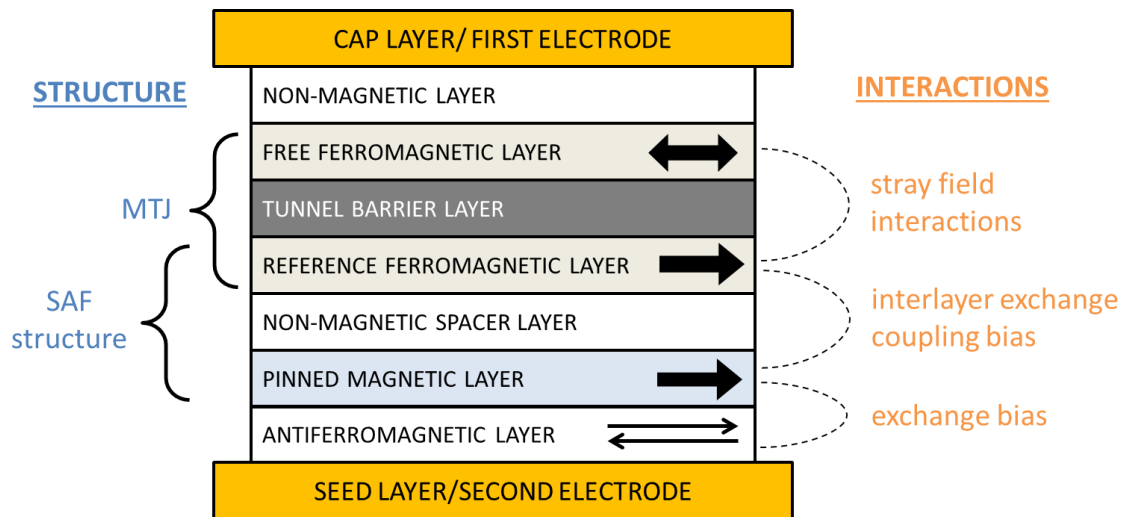 CAP LAYER/ FIRST ELECTRODE
STRUCTURE
INTERACTIONS
NON-MAGNETIC LAYER
FREE FERROMAGNETIC LAYER
MTJ
TUNNEL BARRIER LAYER
stray field
interactions
REFERENCE FERROMAGNETIC LAYER
SAF
structure
NON-MAGNETIC SPACER LAYER
interlayer exchange
coupling bias
PINNED MAGNETIC LAYER
ANTIFERROMAGNETIC LAYER
exchange bias
SEED LAYER/SECOND ELECTRODE